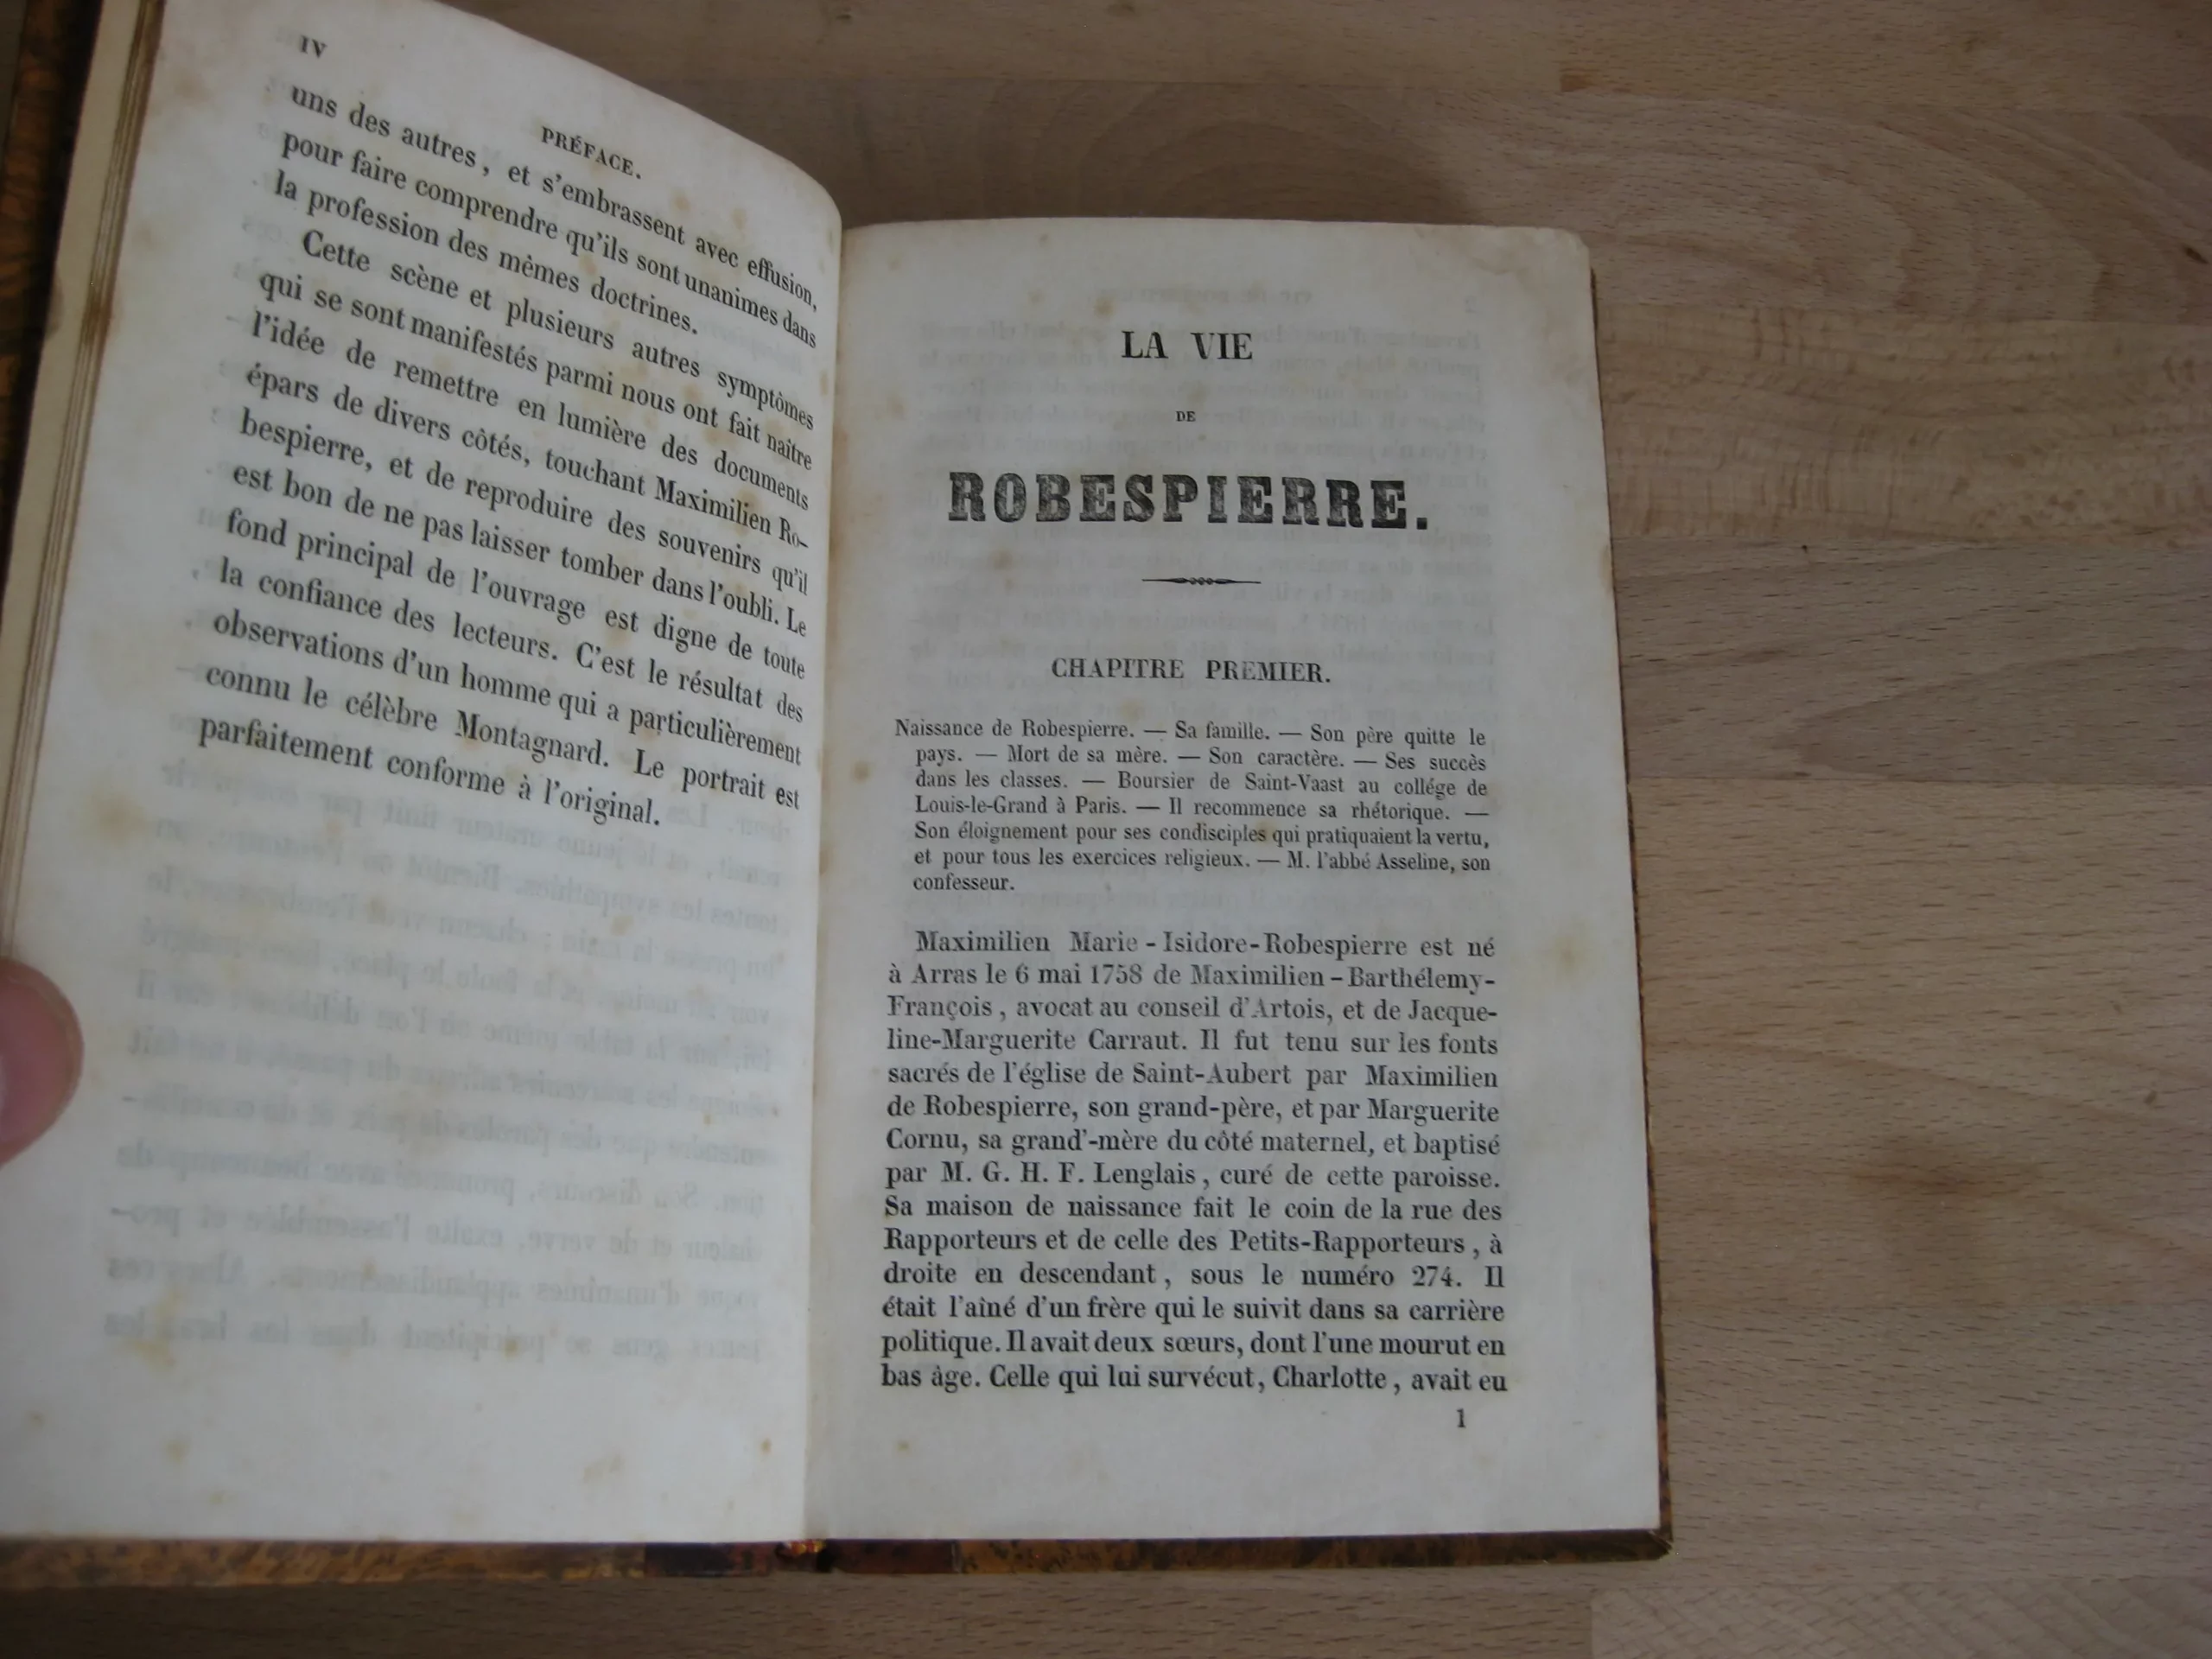 IV
PRÉFACE.
uns des autres, et s'embrassent avec effusion,
pour faire comprendre qu'ils sont unanimes dans
la profession des mêmes doctrines.
Cette scène et plusieurs autres symptômes
qui se sont manifestés parmi nous ont fait naître
l'idée de remettre en lumière des documents
épars de divers côtés, touchant Maximilien Ro-
bespierre, et de reproduire des souvenirs qu'il
est bon de ne pas laisser tomber dans l'oubli. Le
fond principal de l'ouvrage est digne de toute
la confiance des lecteurs. C'est le résultat des
observations d'un homme qui a particulièrement
connu le célèbre Montagnard. Le portrait est
parfaitement conforme à l'original.
LA VIE
DE
ROBESPIERRE.
CHAPITRE PREMIER.
Naissance de Robespierre. — Sa famille. — Son père quitte le
pays. — Mort de sa mère. — Son caractère. — Ses succès
dans les classes. — Boursier de Saint-Vaast au collége de
Louis-le-Grand à Paris. — Il recommence sa rhétorique. —
Son éloignement pour ses condisciples qui pratiquaient la vertu,
et pour tous les exercices religieux. — M. l'abbé Asseline, son
confesseur.
Maximilien Marie-Isidore-Robespierre est né
à Arras le 6 mai 1758 de Maximilien-Barthélemy-
François, avocat au conseil d'Artois, et de Jacque-
line-Marguerite Carraut. Il fut tenu sur les fonts
sacrés de l'église de Saint-Aubert par Maximilien
de Robespierre, son grand-père, et par Marguerite
Cornu, sa grand'-mère du côté maternel, et baptisé
par M. G. H. F. Lenglais, curé de cette paroisse.
Sa maison de naissance fait le coin de la rue des
Rapporteurs et de celle des Petits-Rapporteurs, à
droite en descendant, sous le numéro 274. Il
était l'aîné d'un frère qui le suivit dans sa carrière
politique. Il avait deux sœurs, dont l'une mourut en
bas âge. Celle qui lui survécut, Charlotte, avait eu
1